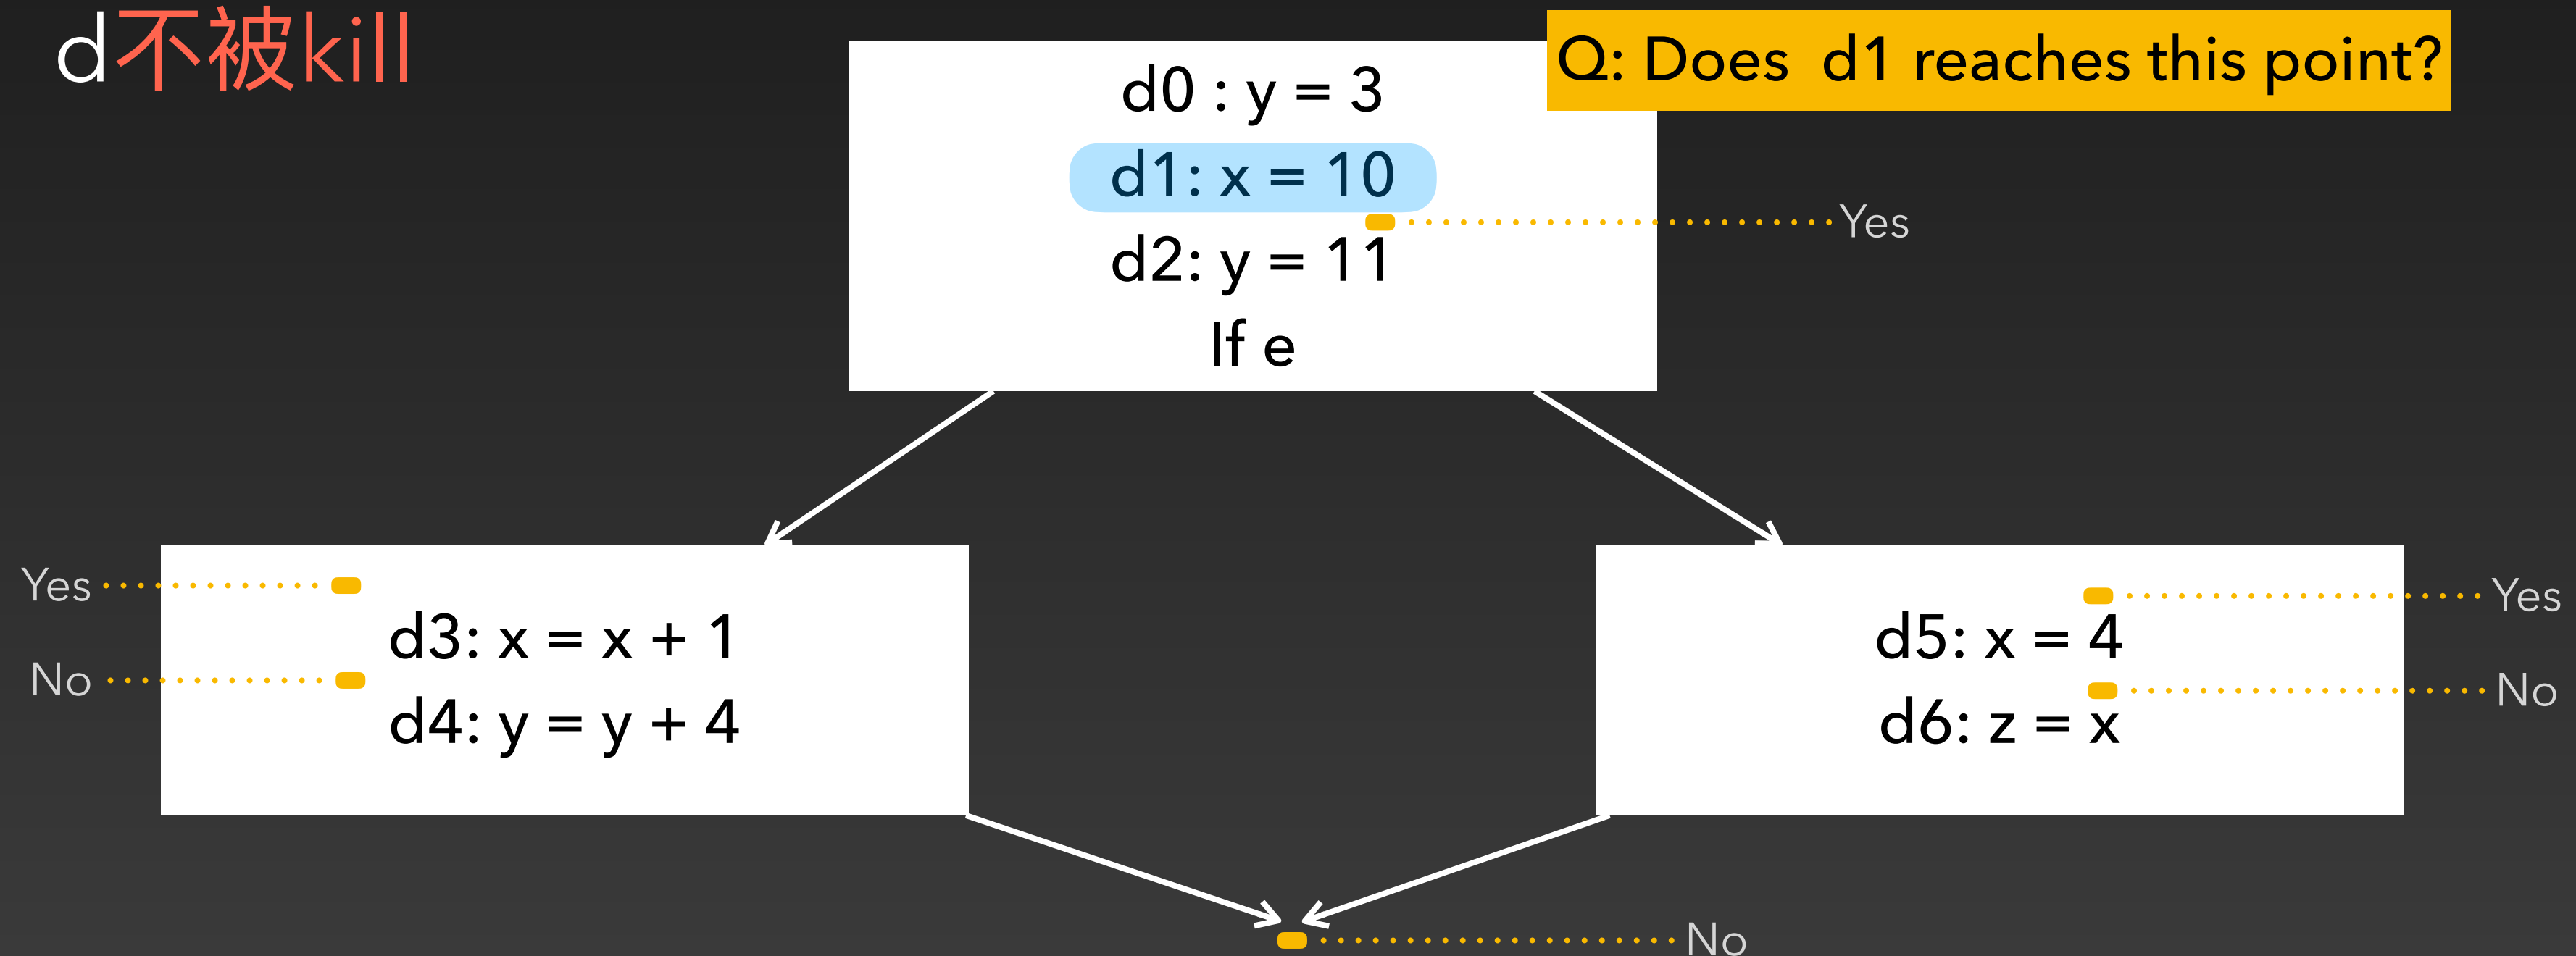 d不被kill
Q: Does d1 reaches this point?
d0 : y = 3
d1: x = 10
Yes
d2: y = 11
If e
Yes
d3: x = x + 1
No
d4: y = y + 4
Yes
d5: x = 4
No
d6: z = x
No